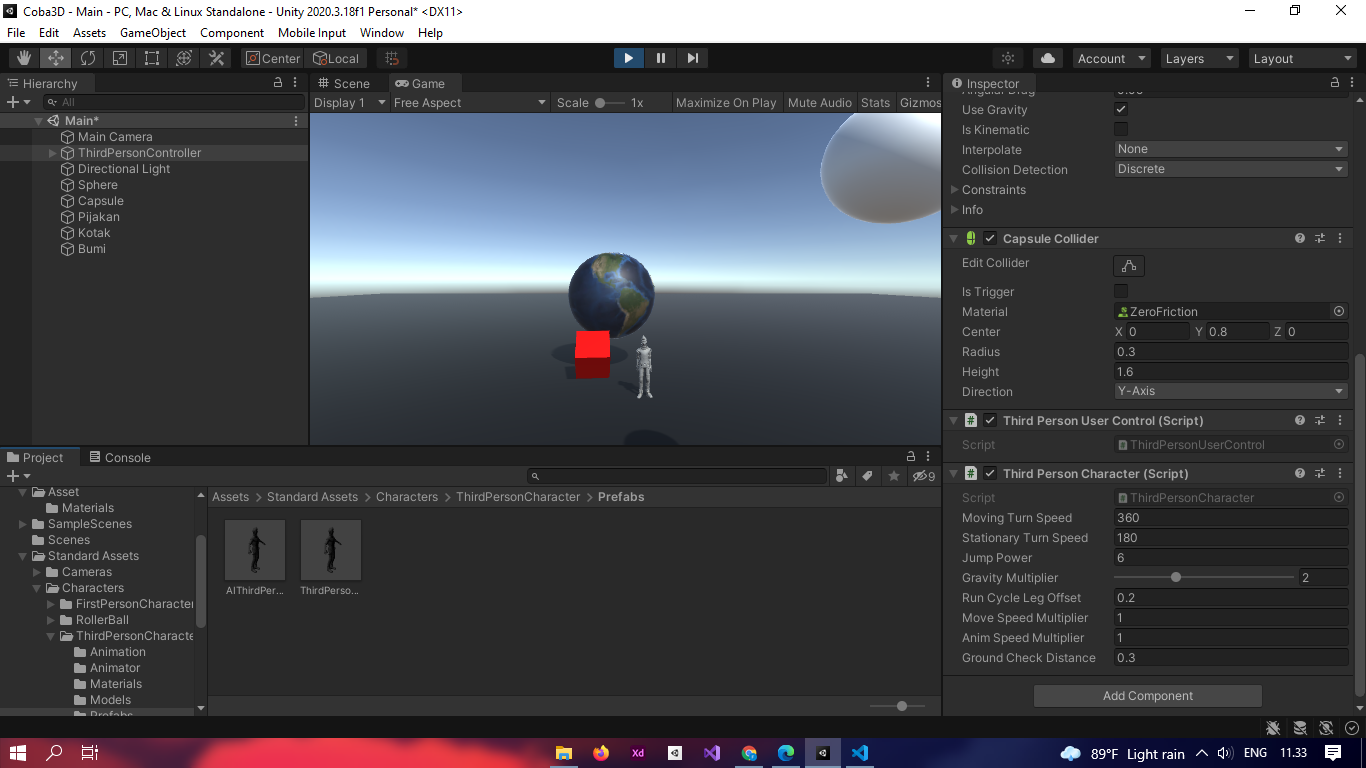 Coba3D - Main - PC, Mac & Linux Standalone - Unity 2020.3.18f1 Personal* <DX11>
File Edit Assets GameObject Component Mobile Input Window Help
Center Local Account Layers Layout
Hierarchy
All
Main*
Main Camera
ThirdPersonController
Directional Light
Sphere
Capsule
Pijakan
Kotak
Bumi
Scene Game
Display 1 Free Aspect Scale 1x Maximize On Play Mute Audio Stats Gizmos
Inspector
Angular Drag 0.05
Use Gravity
Is Kinematic
Interpolate None
Collision Detection Discrete
Constraints
Info
Capsule Collider
Edit Collider
Is Trigger
Material ZeroFriction
Center X 0 Y 0.8 Z 0
Radius 0.3
Height 1.6
Direction Y-Axis
Third Person User Control (Script)
Script ThirdPersonUserControl
Third Person Character (Script)
Script ThirdPersonCharacter
Moving Turn Speed 360
Stationary Turn Speed 180
Jump Power 6
Gravity Multiplier 2
Run Cycle Leg Offset 0.2
Move Speed Multiplier 1
Anim Speed Multiplier 1
Ground Check Distance 0.3
Add Component
Project Console
9
Asset
Materials
SampleScenes
Scenes
Standard Assets
Cameras
Characters
FirstPersonCharacter
RollerBall
ThirdPersonCharacte
Animation
Animator
Materials
Models
Prefabs
Assets > Standard Assets > Characters > ThirdPersonCharacter > Prefabs
AIThirdPer... ThirdPerso...
Xd 89°F Light rain ENG 11.33